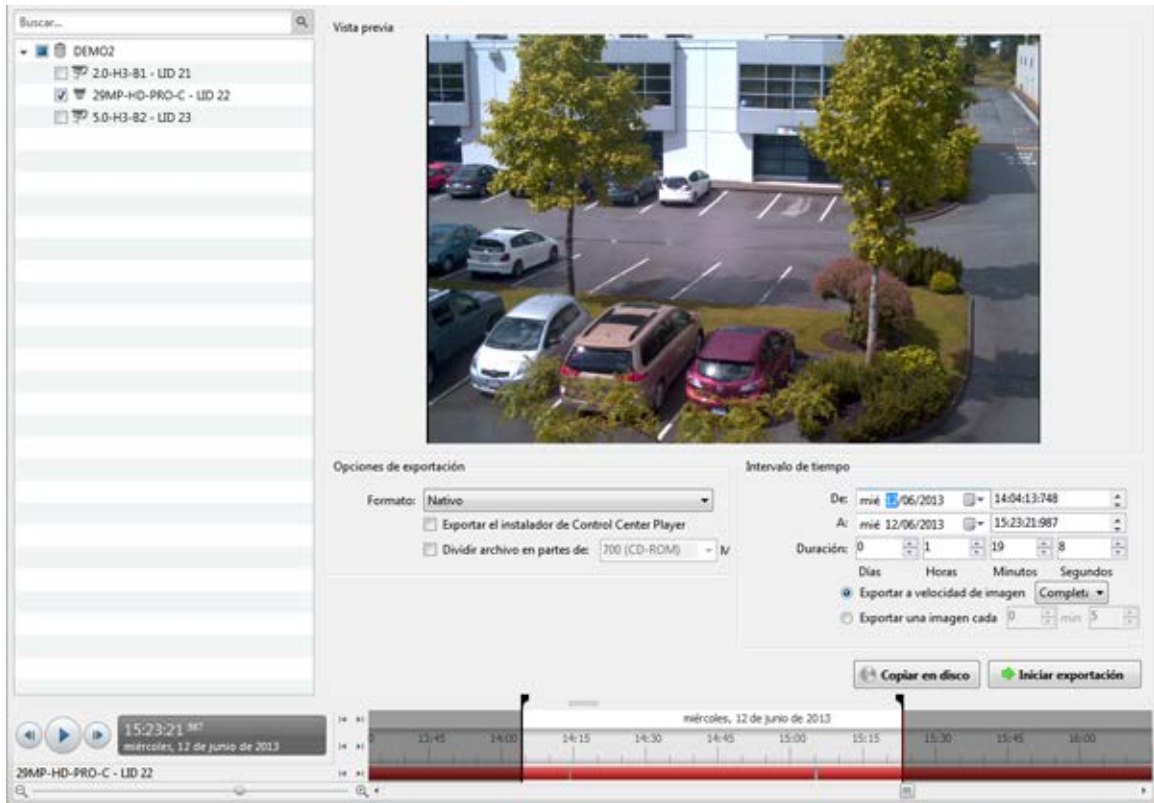 Buscar...
DEMO2
2.0-H3-B1 - LID 21
29MP-HD-PRO-C - LID 22
5.0-H3-B2 - LID 23
Vista previa
Opciones de exportación
Formato: Nativo
Exportar el instalador de Control Center Player
Dividir archivo en partes de: 700 (CD-ROM) M
Intervalo de tiempo
De: mié 12/06/2013 14:04:13:748
A: mié 12/06/2013 15:23:21:987
Duración: 0 1 19 8
Días Horas Minutos Segundos
Exportar a velocidad de imagen Complet
Exportar una imagen cada 0 min 5
Copiar en disco Iniciar exportación
15:23:21.987
miércoles, 12 de junio de 2013
29MP-HD-PRO-C - LID 22
miércoles, 12 de junio de 2013
13:45 14:00 14:15 14:30 14:45 15:00 15:15 15:30 15:45 16:00